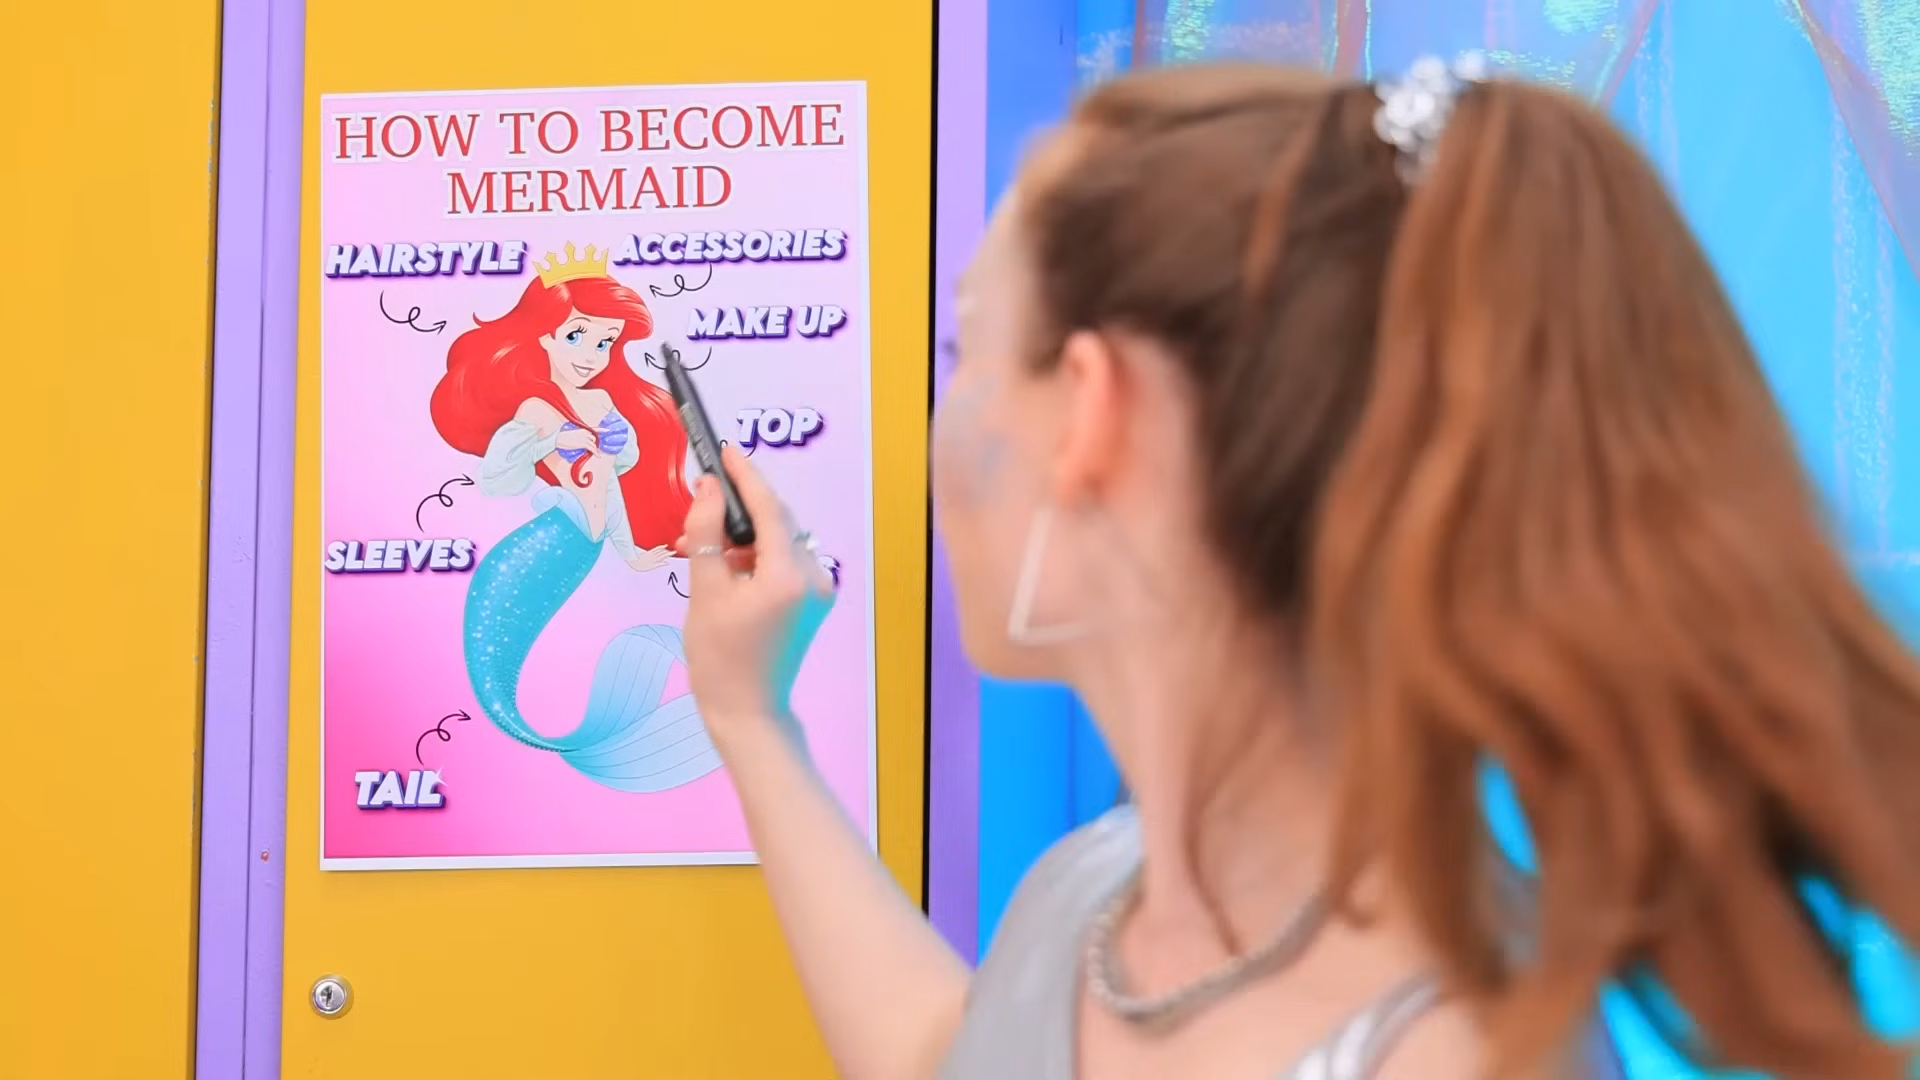 HOW TO BECOME
MERMAID
HAIRSTYLE
ACCESSORIES
MAKE UP
TOP
SLEEVES
TAIL